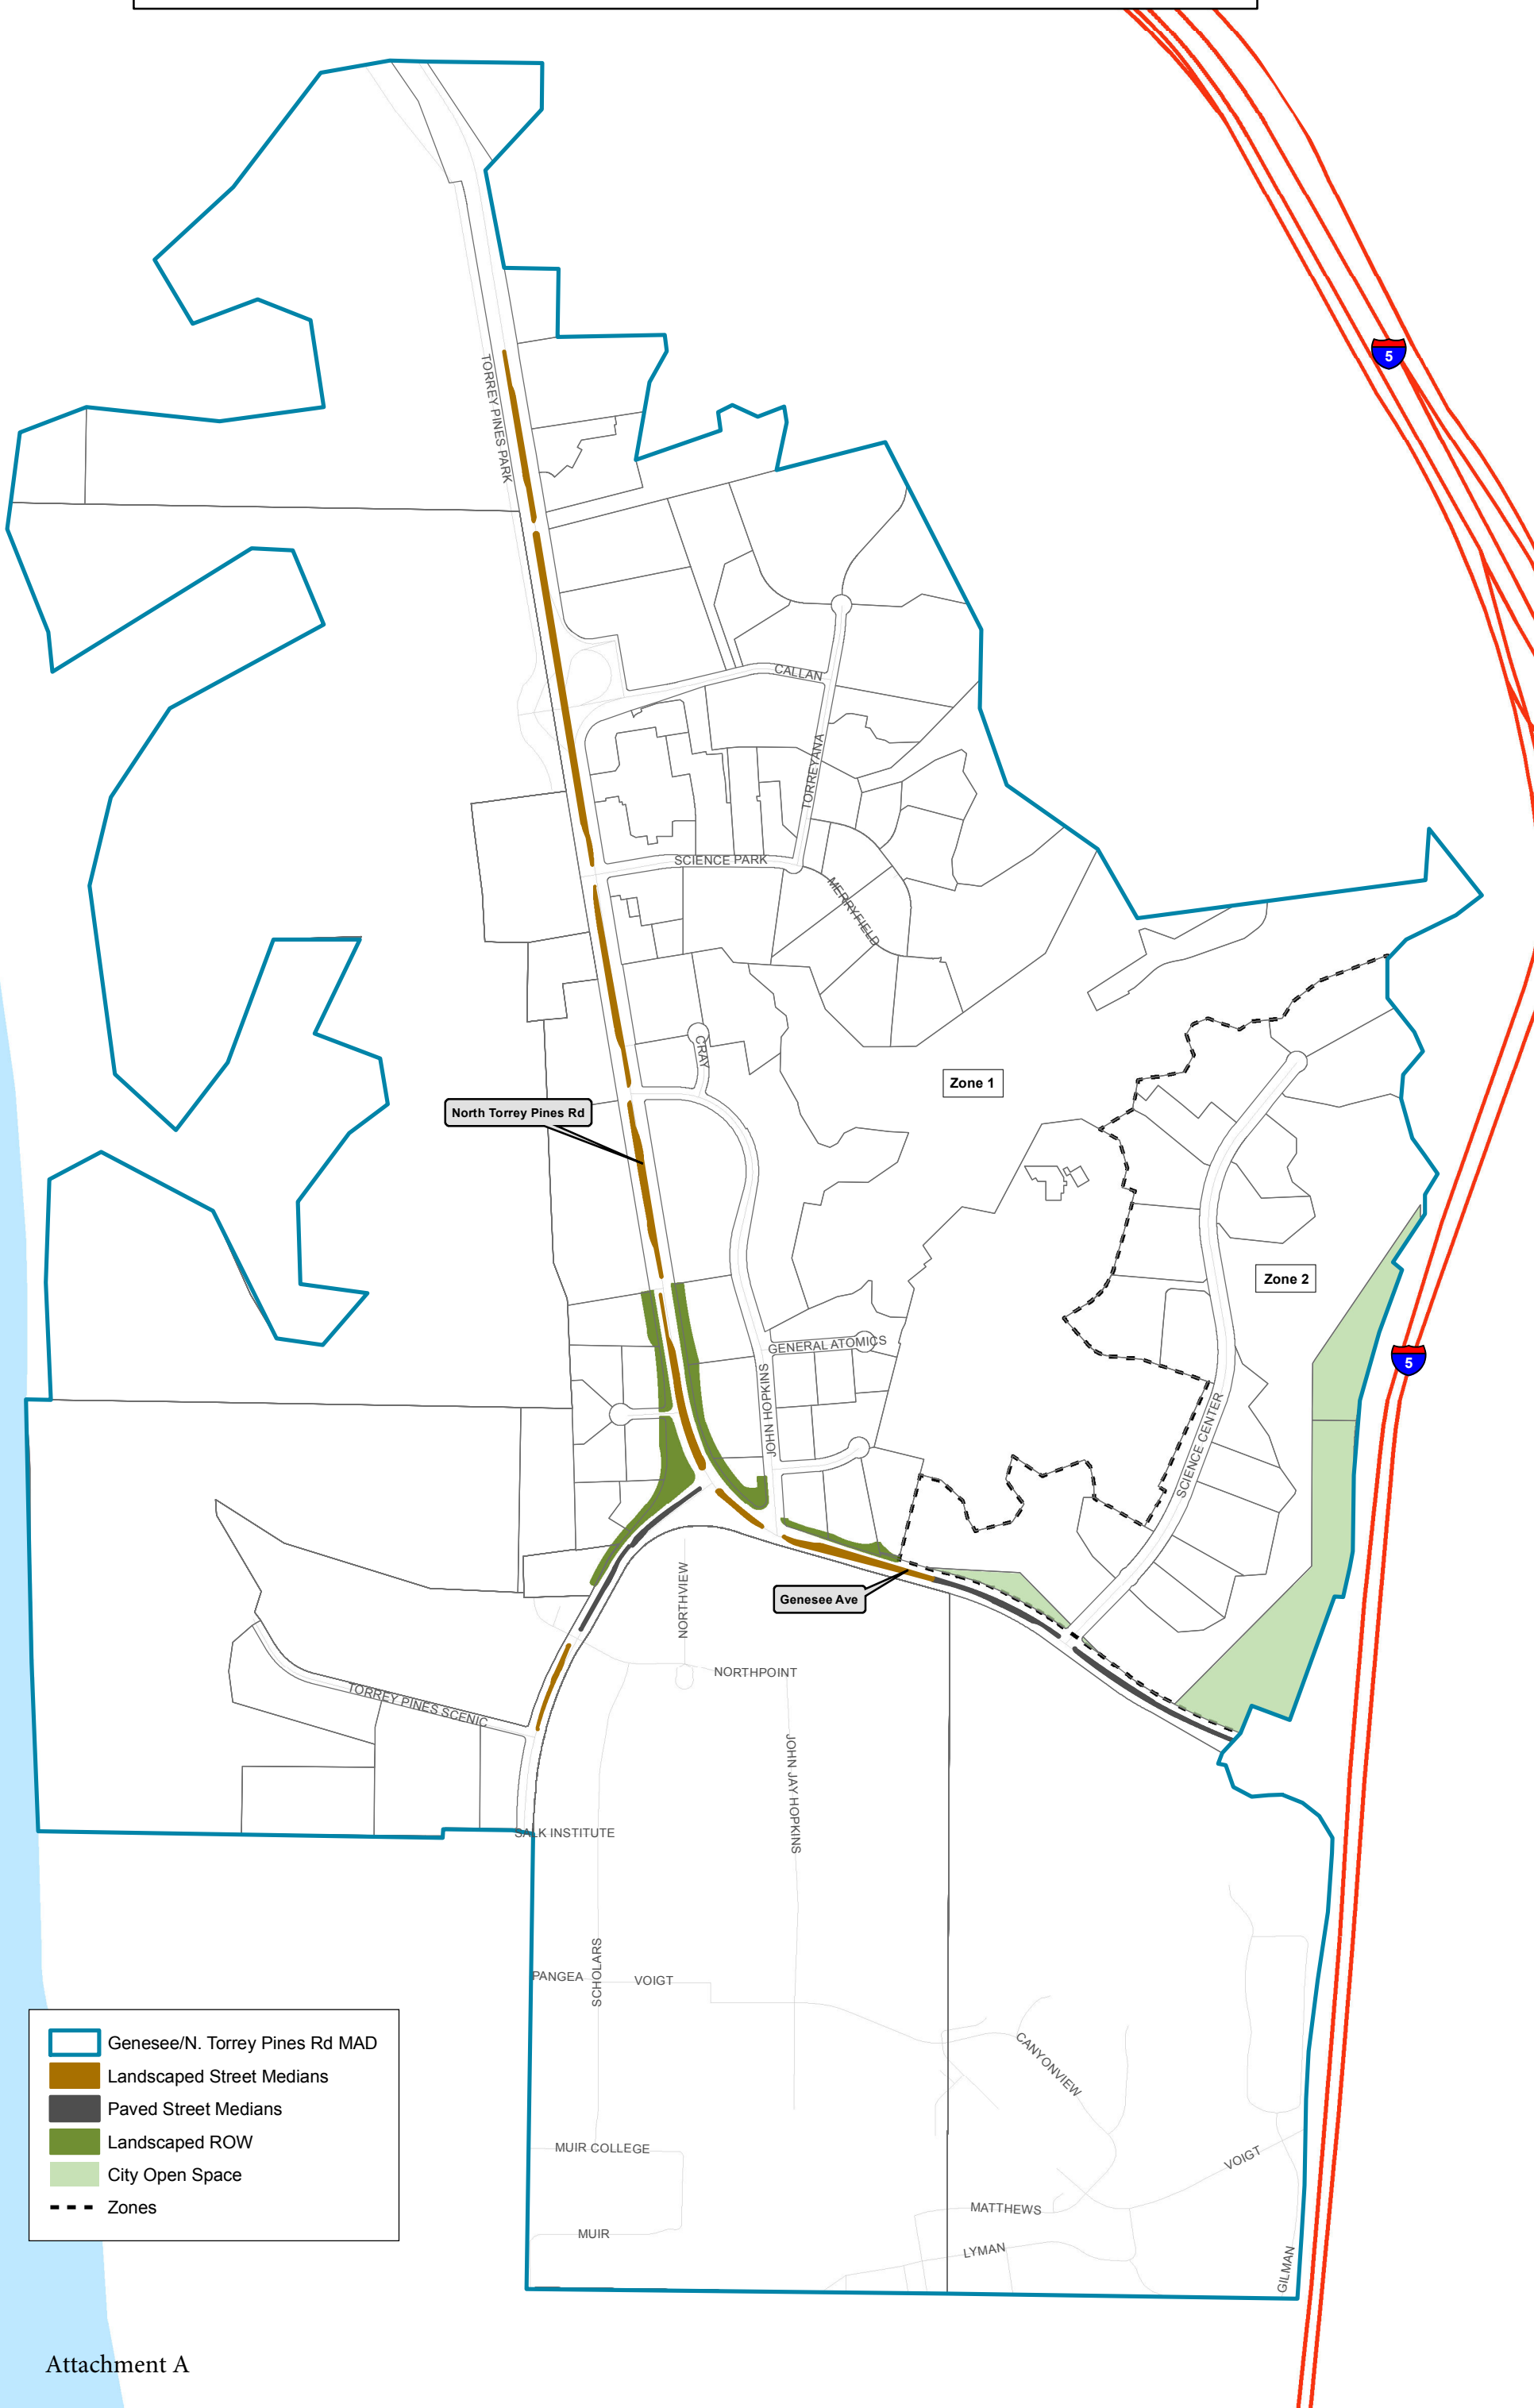 5
TORREY PINES PARK
CALLAN
TORREYANA
SCIENCE PARK
MERRYFIELD
CRAY
Zone 1
North Torrey Pines Rd
Zone 2
GENERAL ATOMICS
5
JOHN HOPKINS
SCIENCE CENTER
Genesee Ave
NORTHVIEW
NORTHPOINT
TORREY PINES SCENIC
JOHN JAY HOPKINS
SALK INSTITUTE
SCHOLARS
PANGEA
VOIGT
CANYONVIEW
Genesee/N. Torrey Pines Rd MAD
Landscaped Street Medians
Paved Street Medians
Landscaped ROW
City Open Space
Zones
MUIR COLLEGE
VOIGT
MATTHEWS
MUIR
LYMAN
GILMAN
Attachment A